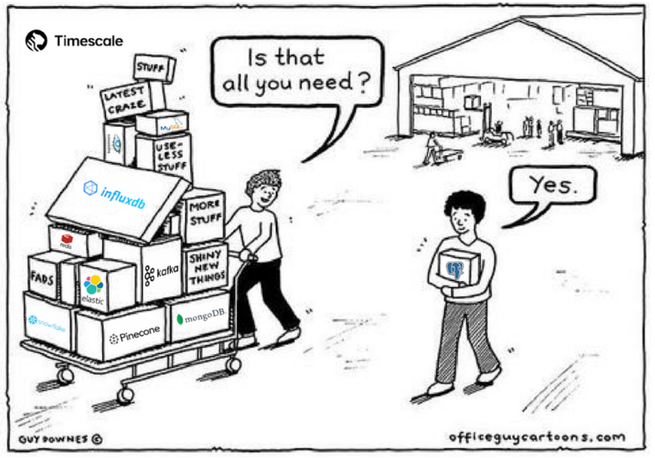 Timescale
STUFF
LATEST
CRAZE
MySQL
USE-
LESS
STUFF
Is that
all you need?
Yes.
influxdb
MORE
STUFF
redis
kafka
SHINY
NEW
THINGS
FADS
elastic
snowflake
Pinecone
mongoDB
GUY DOWNES ©
officeguycartoons.com